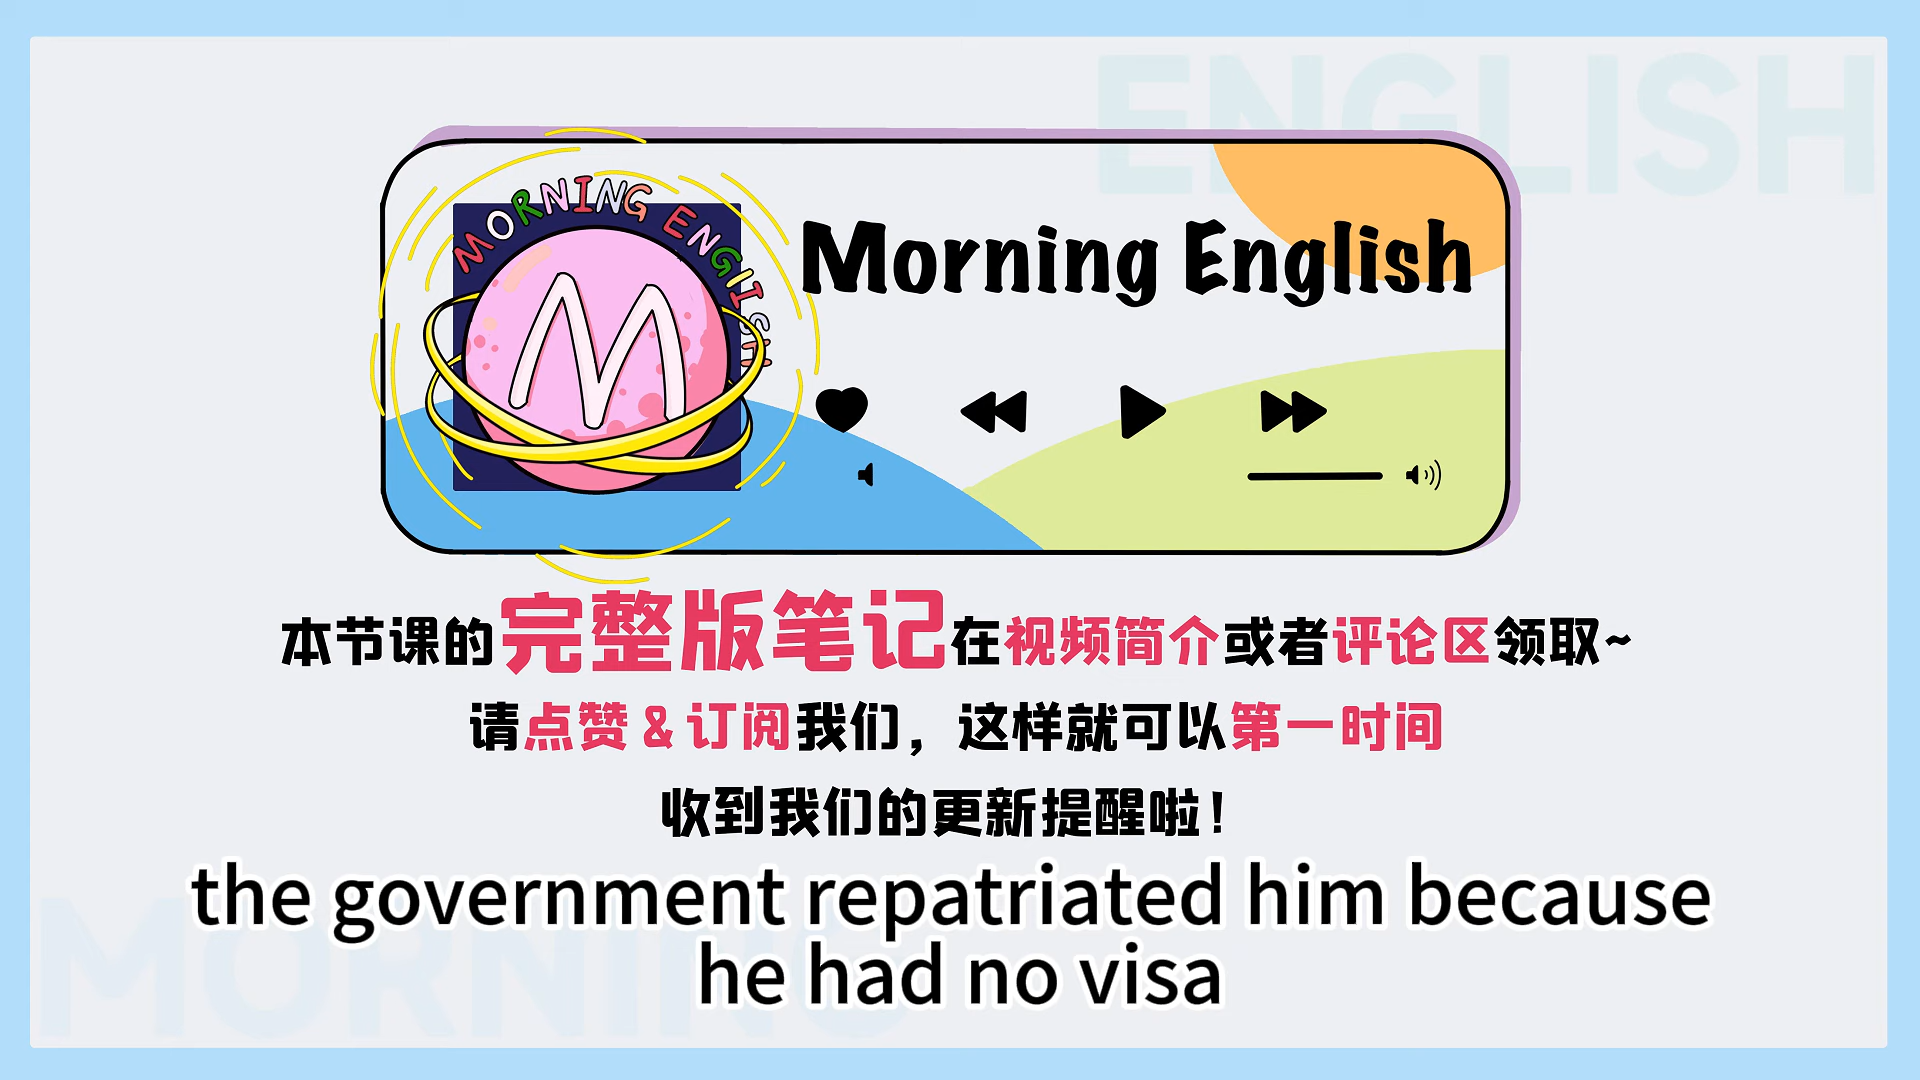 ENGLISH
MORNING ENGLISH
M
Morning English
本节课的完整版笔记在视频简介或者评论区领取~
请点赞&订阅我们，这样就可以第一时间
收到我们的更新提醒啦！
the government repatriated him because
he had no visa
MORNING